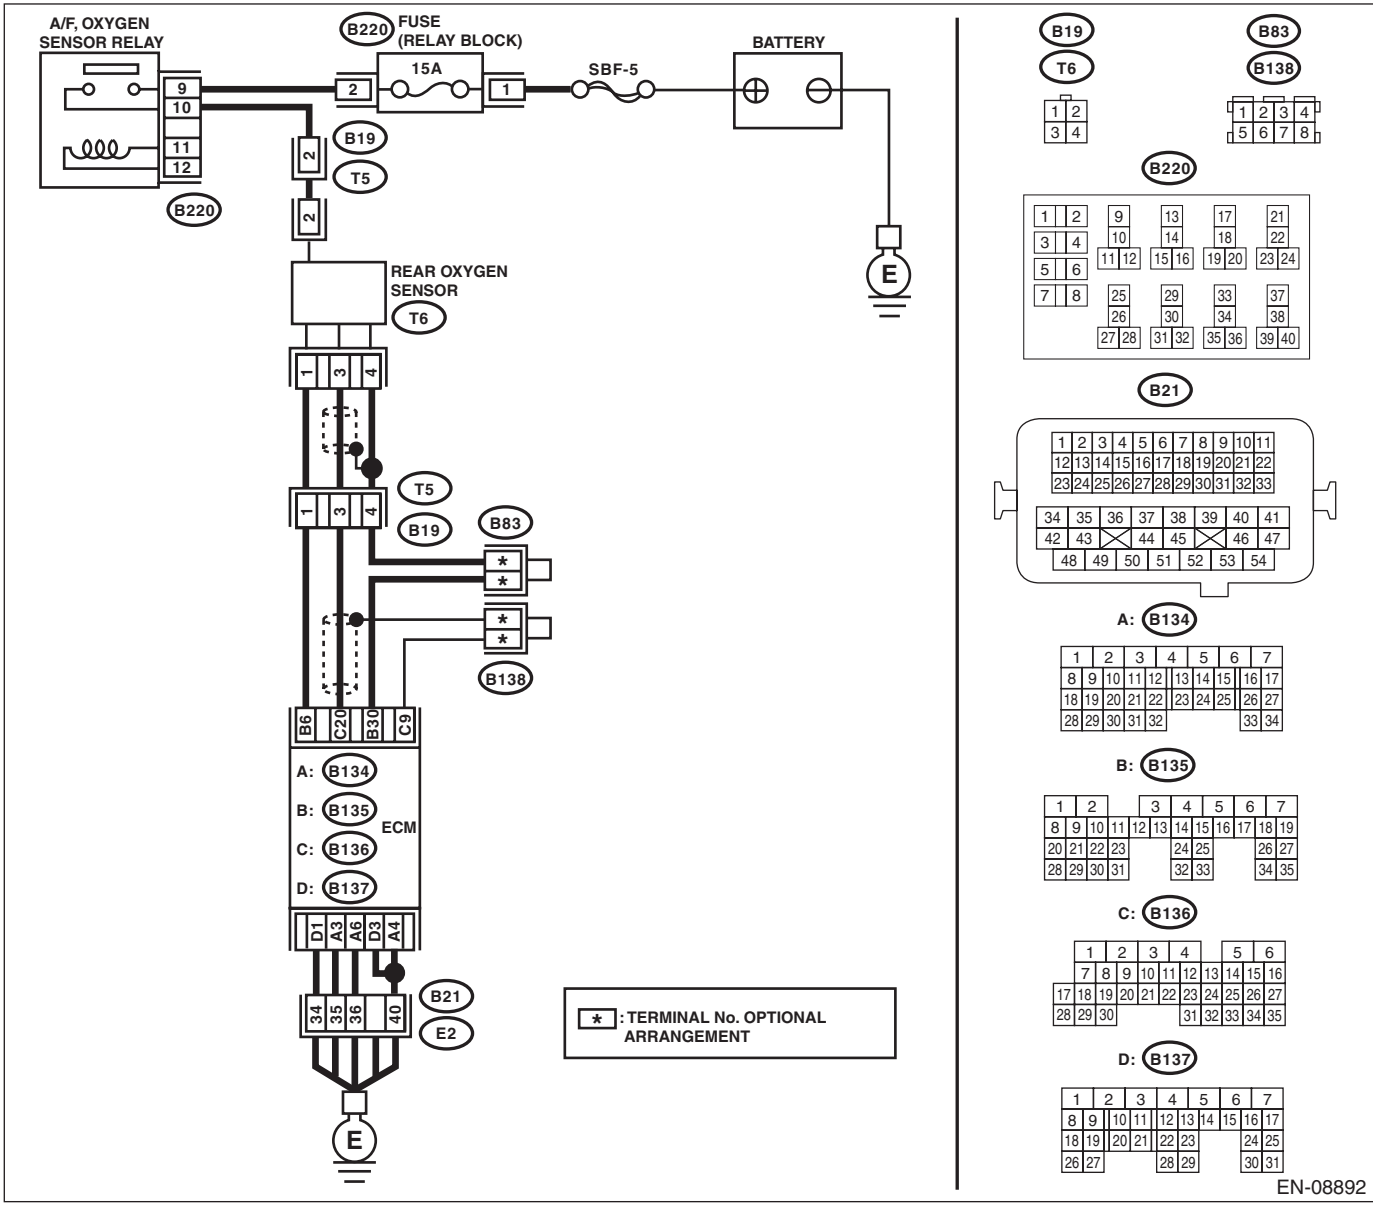 A/F, OXYGEN
SENSOR RELAY
B220
FUSE
(RELAY BLOCK)
15A
SBF-5
BATTERY
9
10
11
12
2
1
B220
2
B19
T5
2
E
REAR OXYGEN
SENSOR
T6
1 3 4
1 3 4
T5
B19
B83
*
*
*
*
B138
B6 C20 B30 C9
A: B134
B: B135
C: B136
D: B137
ECM
D1 A3 A6 D3 A4
34 35 36 40
B21
E2
E
* : TERMINAL No. OPTIONAL
ARRANGEMENT
B19
T6
1 2
3 4
B83
B138
1 2 3 4
5 6 7 8
B220
1 2 9 13 17 21
3 4 10 14 18 22
11 12 15 16 19 20 23 24
5 6
7 8 25 29 33 37
26 30 34 38
27 28 31 32 35 36 39 40
B21
1 2 3 4 5 6 7 8 9 10 11
12 13 14 15 16 17 18 19 20 21 22
23 24 25 26 27 28 29 30 31 32 33
34 35 36 37 38 39 40 41
42 43 44 45 46 47
48 49 50 51 52 53 54
A: B134
1 2 3 4 5 6 7
8 9 10 11 12 13 14 15 16 17
18 19 20 21 22 23 24 25 26 27
28 29 30 31 32 33 34
B: B135
1 2 3 4 5 6 7
8 9 10 11 12 13 14 15 16 17 18 19
20 21 22 23 24 25 26 27
28 29 30 31 32 33 34 35
C: B136
1 2 3 4 5 6
7 8 9 10 11 12 13 14 15 16
17 18 19 20 21 22 23 24 25 26 27
28 29 30 31 32 33 34 35
D: B137
1 2 3 4 5 6 7
8 9 10 11 12 13 14 15 16 17
18 19 20 21 22 23 24 25
26 27 28 29 30 31
EN-08892